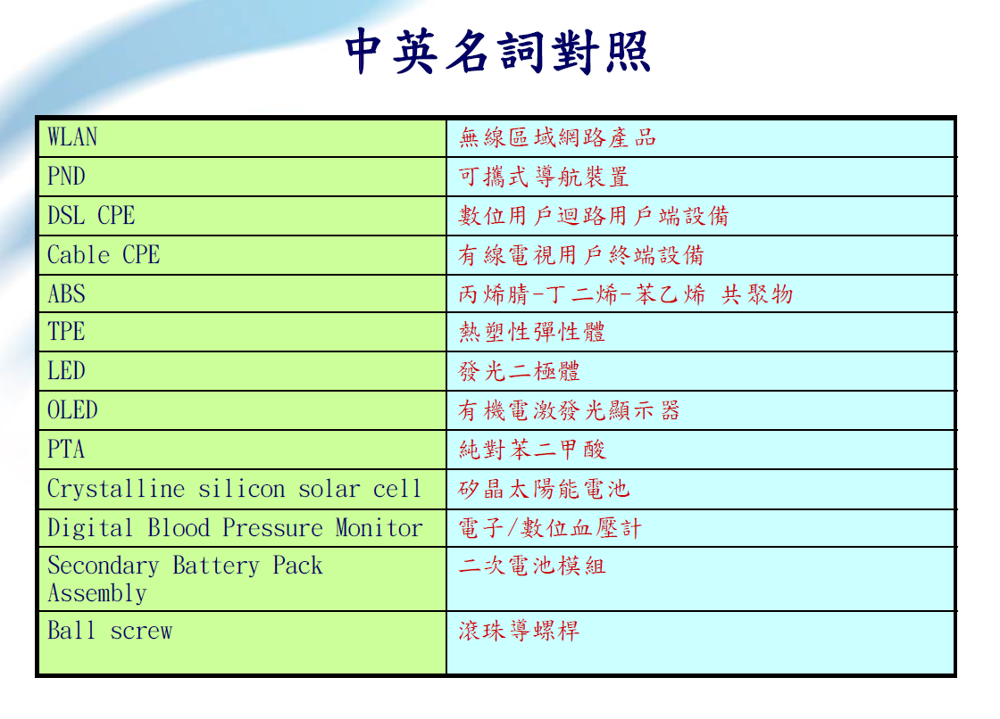 中英名詞對照
WLAN 無線區域網路產品
PND 可攜式導航裝置
DSL CPE 數位用戶迴路用戶端設備
Cable CPE 有線電視用戶終端設備
ABS 丙烯腈-丁二烯-苯乙烯 共聚物
TPE 熱塑性彈性體
LED 發光二極體
OLED 有機電激發光顯示器
PTA 純對苯二甲酸
Crystalline silicon solar cell 矽晶太陽能電池
Digital Blood Pressure Monitor 電子/數位血壓計
Secondary Battery Pack 二次電池模組
Assembly
Ball screw 滾珠導螺桿